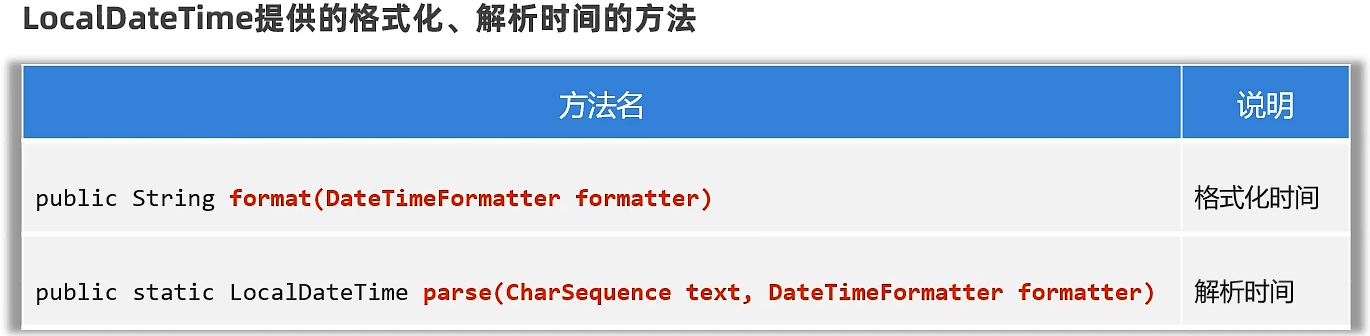 LocalDateTime提供的格式化、解析时间的方法
方法名 说明
public String format(DateTimeFormatter formatter) 格式化时间
public static LocalDateTime parse(CharSequence text, DateTimeFormatter formatter) 解析时间